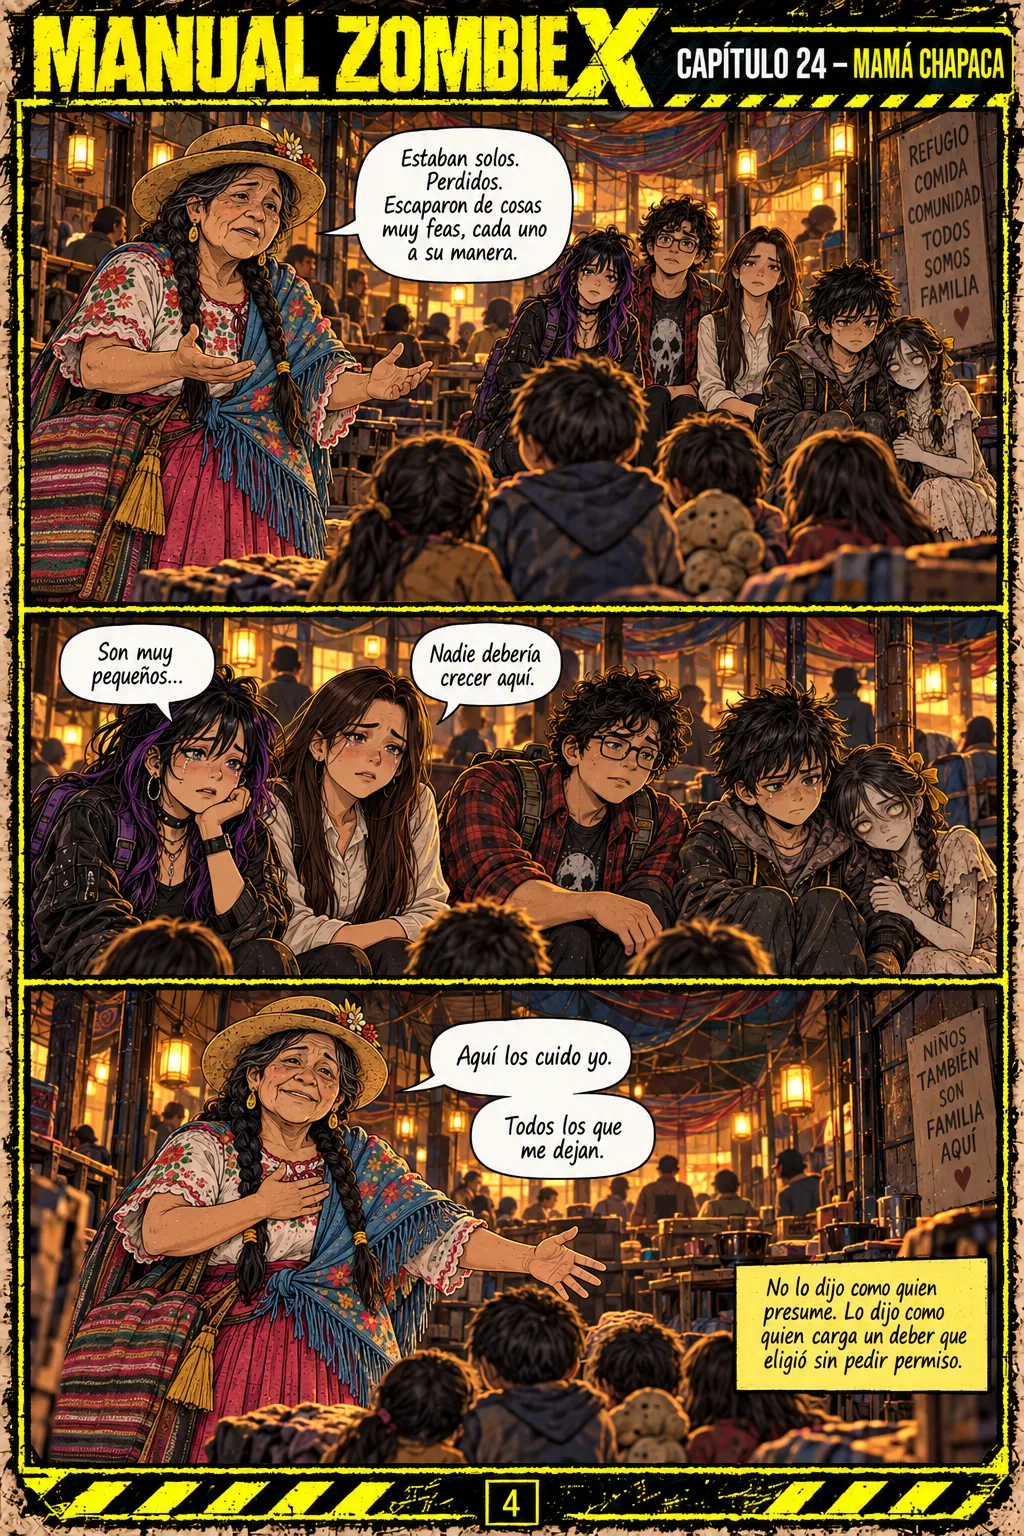 MANUAL ZOMBIE X
CAPÍTULO 24 – MAMÁ CHAPACA
Estaban solos.
Perdidos.
Escaparon de cosas
muy feas, cada uno
a su manera.
REFUGIO
COMIDA
COMUNIDAD
TODOS
SOMOS
FAMILIA
Son muy
pequeños...
Nadie debería
crecer aquí.
Aquí los cuido yo.
Todos los que
me dejan.
NIÑOS
TAMBIÉN
SON
FAMILIA
AQUÍ
No lo dijo como quien
presume. Lo dijo como
quien carga un deber que
eligió sin pedir permiso.
4